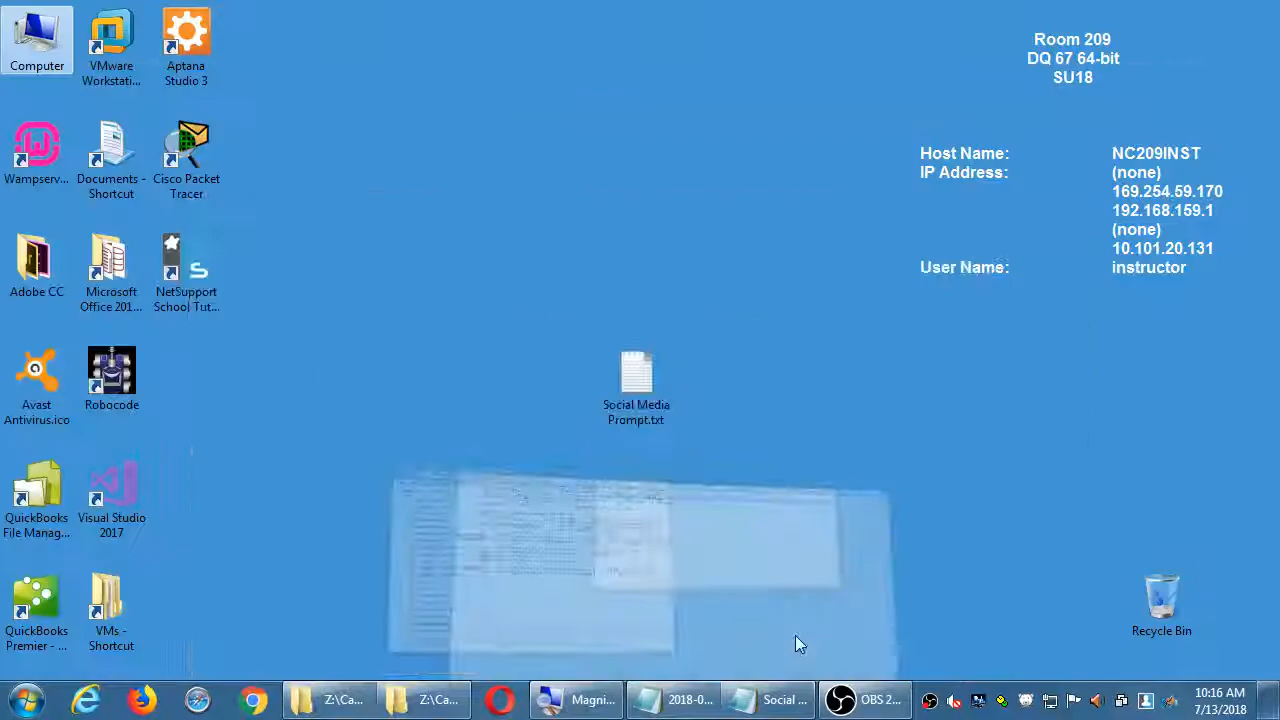 Room 209
DQ 67 64-bit
SU18
Host Name: NC209INST
IP Address: (none)
169.254.59.170
192.168.159.1
(none)
10.101.20.131
User Name: instructor
Computer
VMware
Workstati...
Aptana
Studio 3
Wampserv...
Documents -
Shortcut
Cisco Packet
Tracer
Adobe CC
Microsoft
Office 201...
NetSupport
School Tut...
Avast
Antivirus.ico
Robocode
Social Media
Prompt.txt
QuickBooks
File Manag...
Visual Studio
2017
QuickBooks
Premier - ...
VMs -
Shortcut
Recycle Bin
Z:\Ca...
Z:\Ca...
Magni...
2018-0...
Social ...
OBS 2...
10:16 AM
7/13/2018